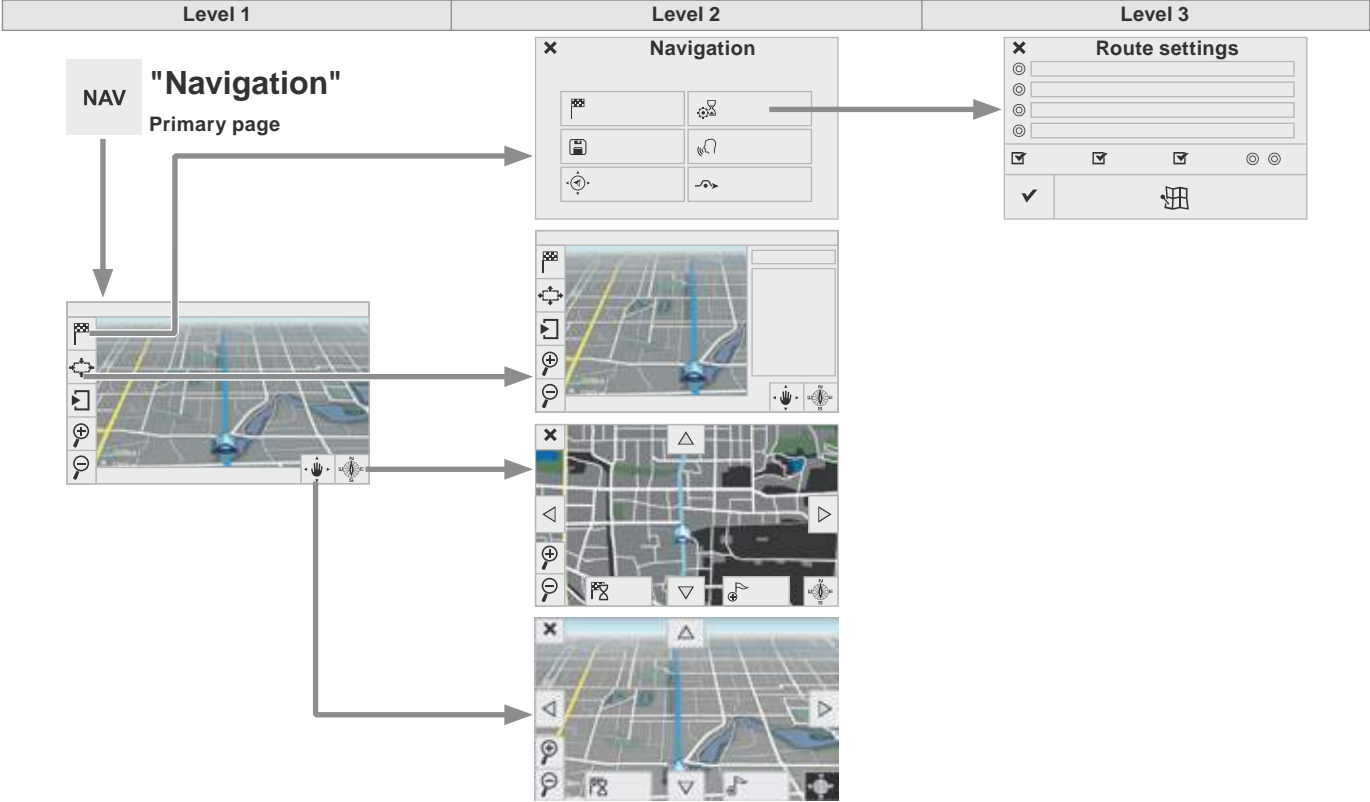 Level 1
Level 2
Level 3
NAV
"Navigation"
Primary page
Navigation
Route settings